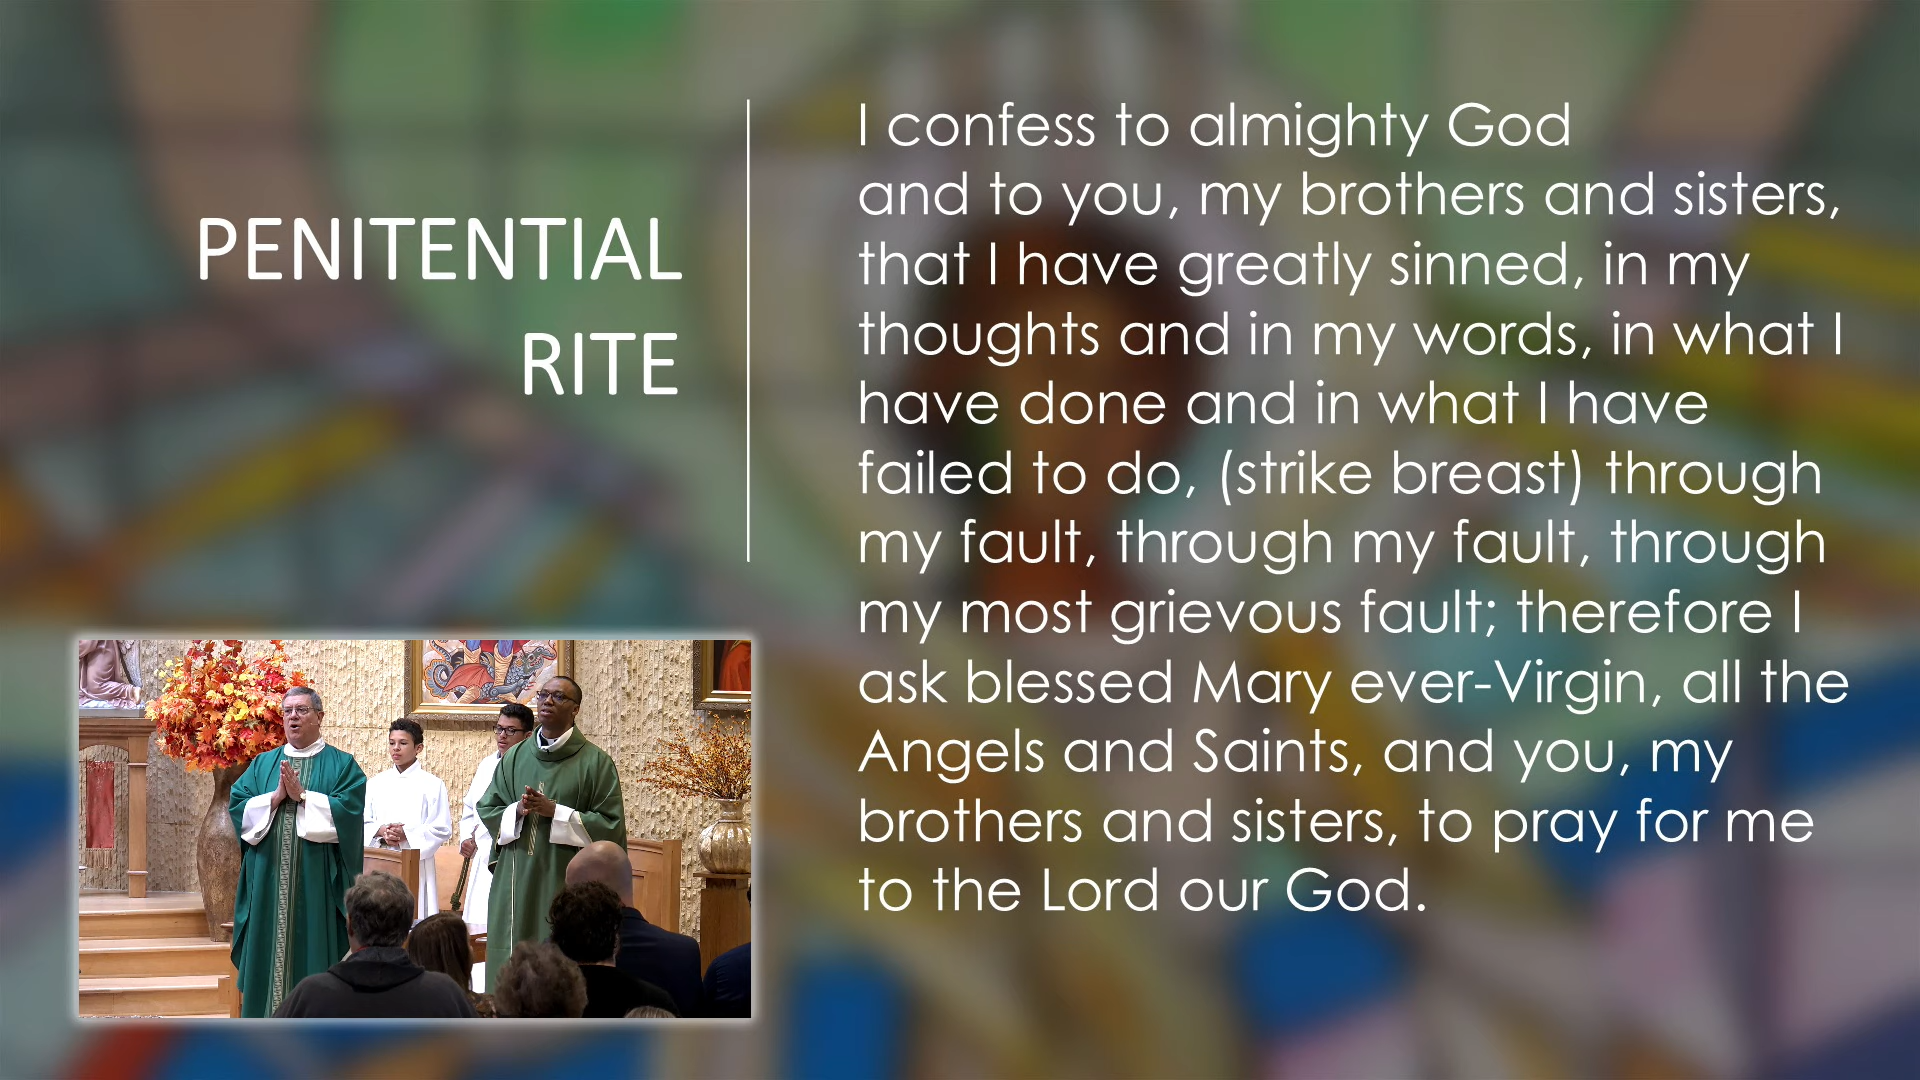 PENITENTIAL
RITE
I confess to almighty God
and to you, my brothers and sisters,
that I have greatly sinned, in my
thoughts and in my words, in what I
have done and in what I have
failed to do, (strike breast) through
my fault, through my fault, through
my most grievous fault; therefore I
ask blessed Mary ever-Virgin, all the
Angels and Saints, and you, my
brothers and sisters, to pray for me
to the Lord our God.